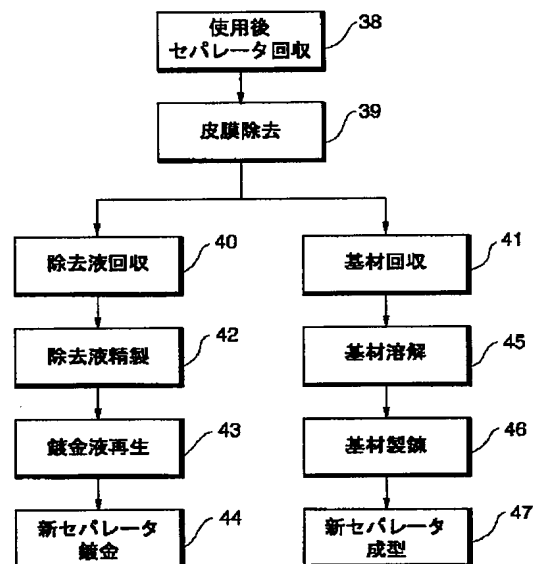 使用後
セパレータ回収
38
皮膜除去
39
除去液回収
40
基材回収
41
除去液精製
42
基材溶解
45
鍍金液再生
43
基材製錬
46
新セパレータ
鍍金
44
新セパレータ
成型
47